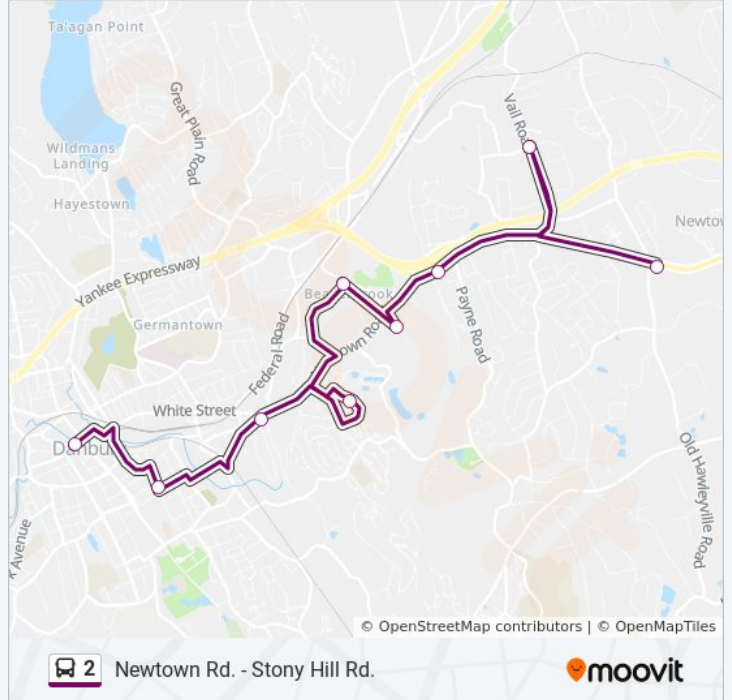 Ta'agan Point
Great Plain Road
Vail Road
Wildmans
Landing
Hayestown
Newtow
Yankee Expressway
Germantown
Federal Road
Payne Road
White Street
Old Hawleyville Road
Avenue
© OpenStreetMap contributors | © OpenMapTiles
2 Newtown Rd. - Stony Hill Rd.
moovit